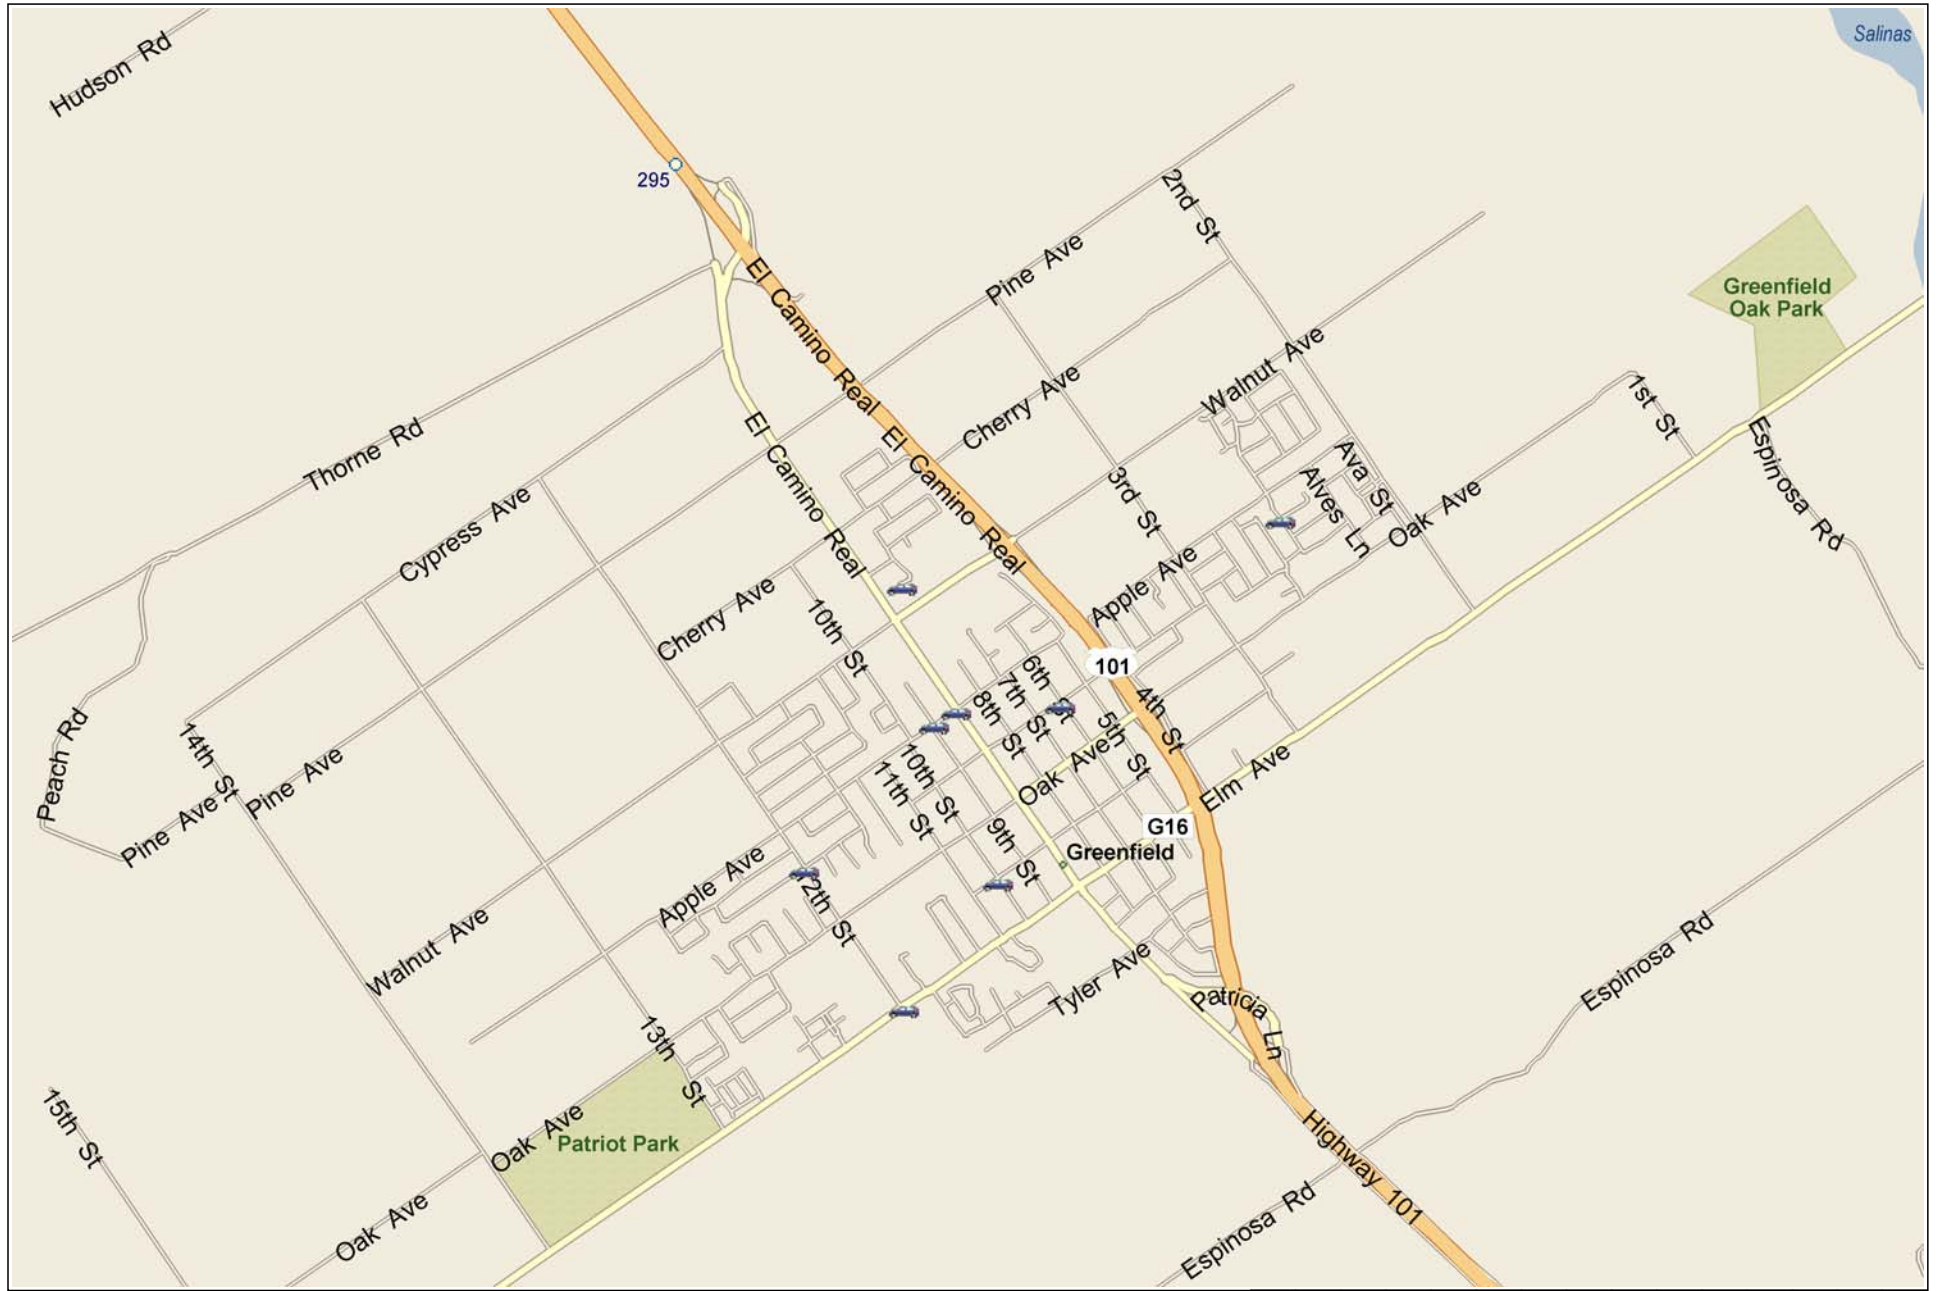 Hudson Rd
Salinas
295
2nd St
Pine Ave
Greenfield
Oak Park
El Camino Real
El Camino Real
El Camino Real
Cherry Ave
Walnut Ave
1st St
Thorne Rd
Espinosa Rd
Cypress Ave
3rd St
Ava St
Alves Ln
Oak Ave
Apple Ave
Cherry Ave
10th St
101
6th St
7th St
8th St
4th St
5th St
Peach Rd
14th St
Pine Ave
Pine Ave
10th St
11th St
Oak Ave
Elm Ave
9th St
G16
Greenfield
Apple Ave
12th St
Walnut Ave
Tyler Ave
Patricia Ln
Espinosa Rd
13th St
15th St
Oak Ave
Patriot Park
Highway 101
Oak Ave
Espinosa Rd